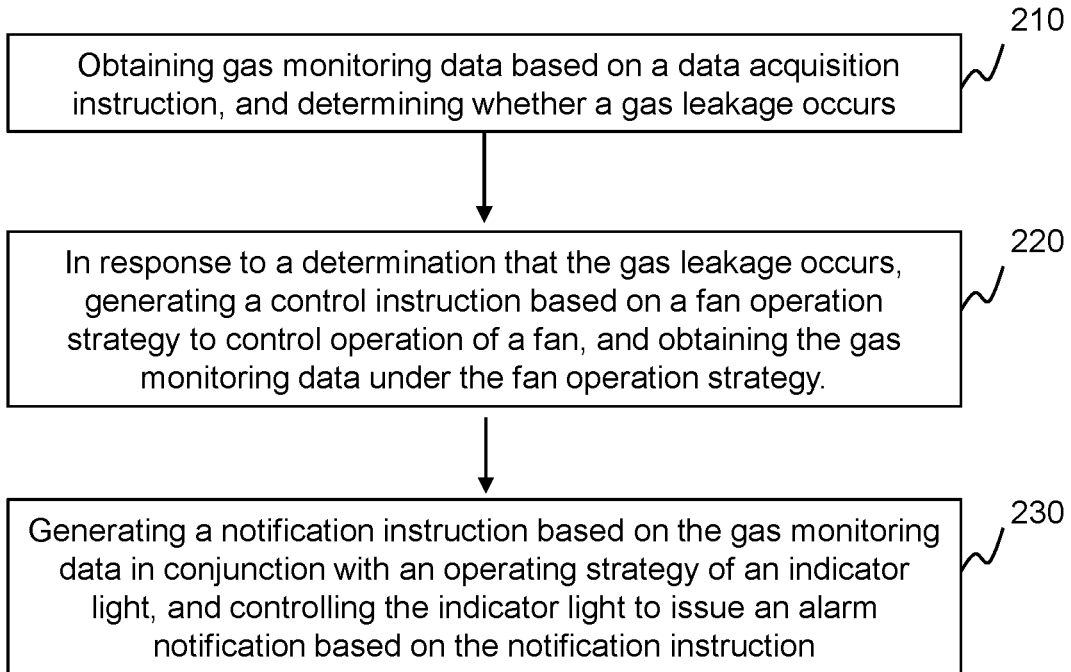 210
Obtaining gas monitoring data based on a data acquisition
instruction, and determining whether a gas leakage occurs
220
In response to a determination that the gas leakage occurs,
generating a control instruction based on a fan operation
strategy to control operation of a fan, and obtaining the gas
monitoring data under the fan operation strategy.
230
Generating a notification instruction based on the gas monitoring
data in conjunction with an operating strategy of an indicator
light, and controlling the indicator light to issue an alarm
notification based on the notification instruction